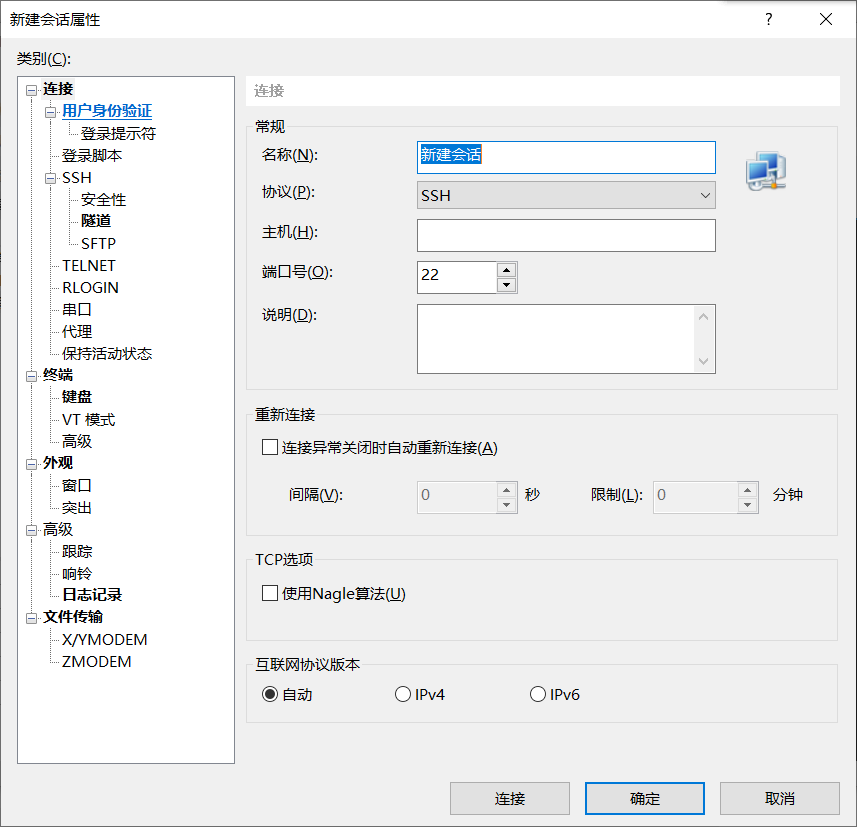 新建会话属性
类别(C):
连接
用户身份验证
登录提示符
登录脚本
SSH
安全性
隧道
SFTP
TELNET
RLOGIN
串口
代理
保持活动状态
终端
键盘
VT 模式
高级
外观
窗口
突出
高级
跟踪
响铃
日志记录
文件传输
X/YMODEM
ZMODEM
连接
常规
名称(N): 新建会话
协议(P): SSH
主机(H):
端口号(O): 22
说明(D):
重新连接
连接异常关闭时自动重新连接(A)
间隔(V): 0 秒 限制(L): 0 分钟
TCP选项
使用Nagle算法(U)
互联网协议版本
自动 IPv4 IPv6
连接 确定 取消